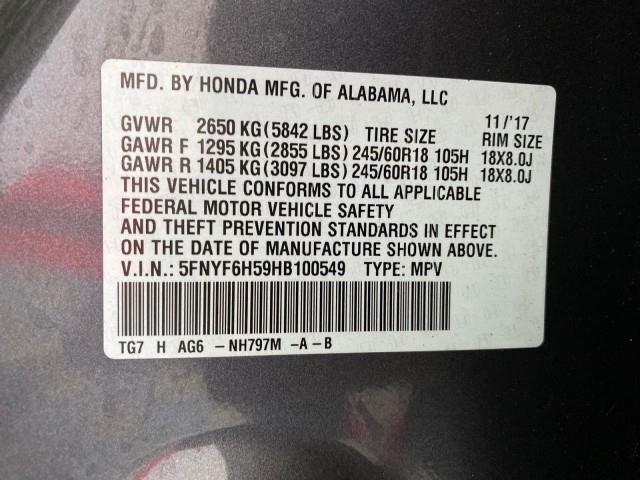 MFD. BY HONDA MFG. OF ALABAMA, LLC
11/'17
GVWR 2650 KG(5842 LBS) TIRE SIZE RIM SIZE
GAWR F 1295 KG(2855 LBS) 245/60R18 105H 18X8.0J
GAWR R 1405 KG(3097 LBS) 245/60R18 105H 18X8.0J
THIS VEHICLE CONFORMS TO ALL APPLICABLE
FEDERAL MOTOR VEHICLE SAFETY
AND THEFT PREVENTION STANDARDS IN EFFECT
ON THE DATE OF MANUFACTURE SHOWN ABOVE.
V.I.N.: 5FNYF6H59HB100549 TYPE: MPV
TG7 H AG6 - NH797M -A - B